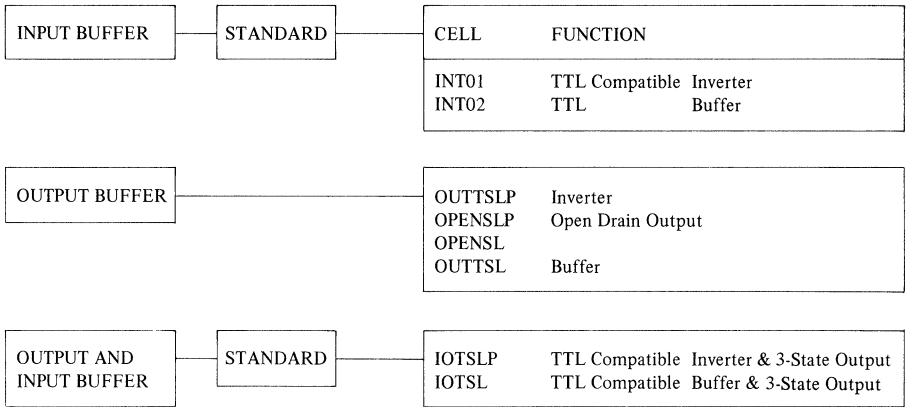 INPUT BUFFER STANDARD CELL FUNCTION
INT01 TTL Compatible Inverter
INT02 TTL Buffer
OUTPUT BUFFER OUTTSLP Inverter
OPENSLP Open Drain Output
OPENSL
OUTTSL Buffer
OUTPUT AND STANDARD IOTSLP TTL Compatible Inverter & 3-State Output
INPUT BUFFER IOTSL TTL Compatible Buffer & 3-State Output